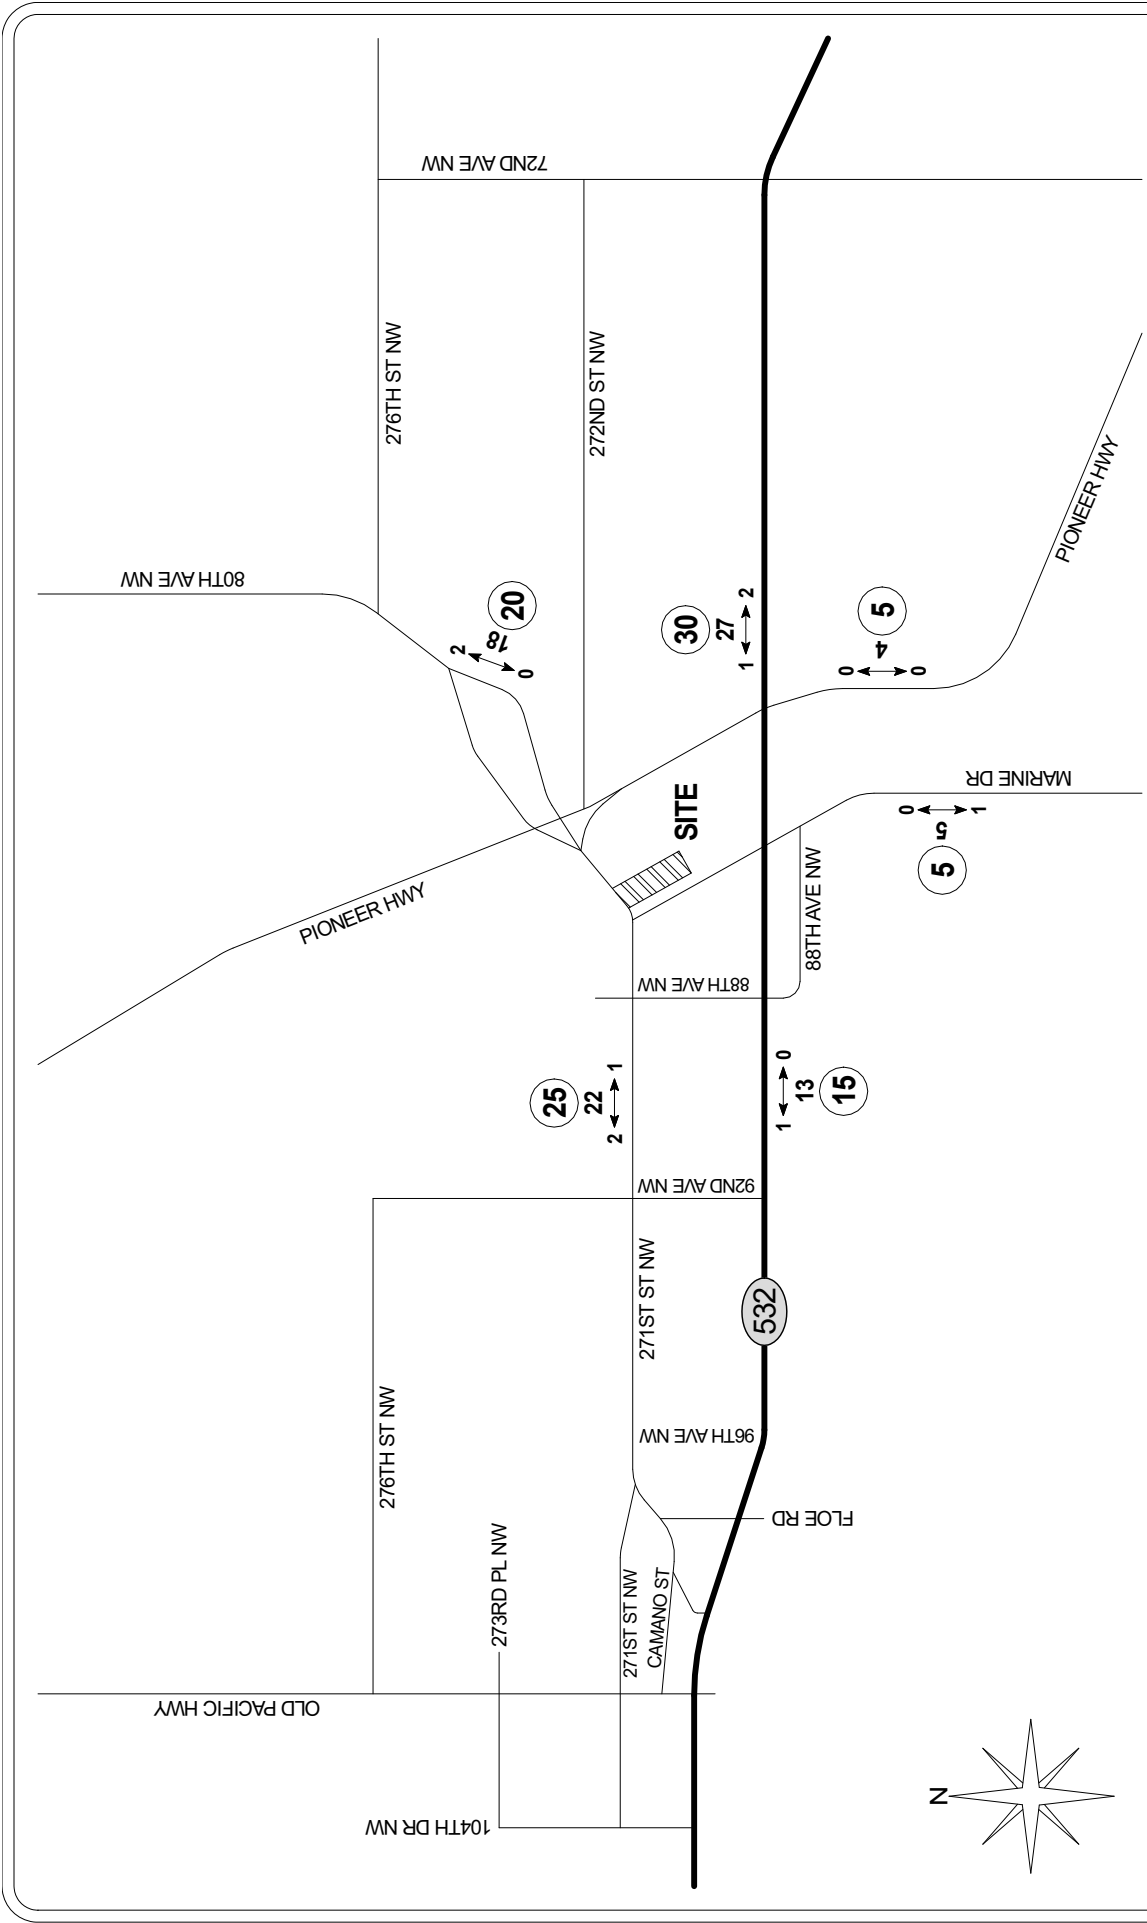 72ND AVE NW
276TH ST NW
272ND ST NW
80TH AVE NW
20
2
18
0
30
27
1 2
5
0 4 0
PIONEER HWY
MARINE DR
0 5 1
5
SITE
PIONEER HWY
88TH AVE NW
88TH AVE NW
25
22
2 1
1 0
13
15
92ND AVE NW
271ST ST NW
532
276TH ST NW
96TH AVE NW
FLOE RD
273RD PL NW
271ST ST NW
CAMANO ST
OLD PACIFIC HWY
104TH DR NW
N